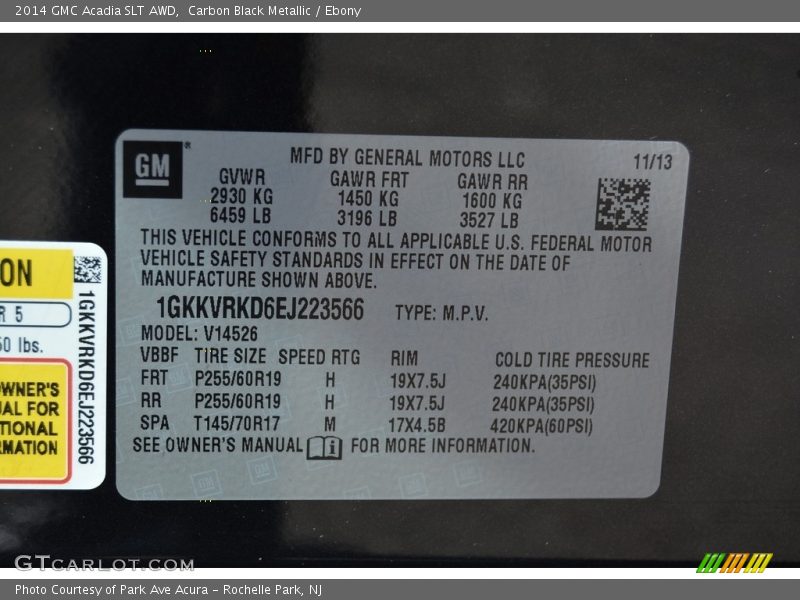 2014 GMC Acadia SLT AWD, Carbon Black Metallic / Ebony
GM®
MFD BY GENERAL MOTORS LLC 11/13
GVWR GAWR FRT GAWR RR
2930 KG 1450 KG 1600 KG
6459 LB 3196 LB 3527 LB
THIS VEHICLE CONFORMS TO ALL APPLICABLE U.S. FEDERAL MOTOR
VEHICLE SAFETY STANDARDS IN EFFECT ON THE DATE OF
MANUFACTURE SHOWN ABOVE.
1GKKVRKD6EJ223566 TYPE: M.P.V.
MODEL: V14526
VBBF TIRE SIZE SPEED RTG RIM COLD TIRE PRESSURE
FRT P255/60R19 H 19X7.5J 240KPA(35PSI)
RR P255/60R19 H 19X7.5J 240KPA(35PSI)
SPA T145/70R17 M 17X4.5B 420KPA(60PSI)
SEE OWNER'S MANUAL i FOR MORE INFORMATION.
ON
R 5
50 lbs.
OWNER'S
UAL FOR
TIONAL
RMATION
1GKKVRKD6EJ223566
GTCARLOT.COM
Photo Courtesy of Park Ave Acura – Rochelle Park, NJ